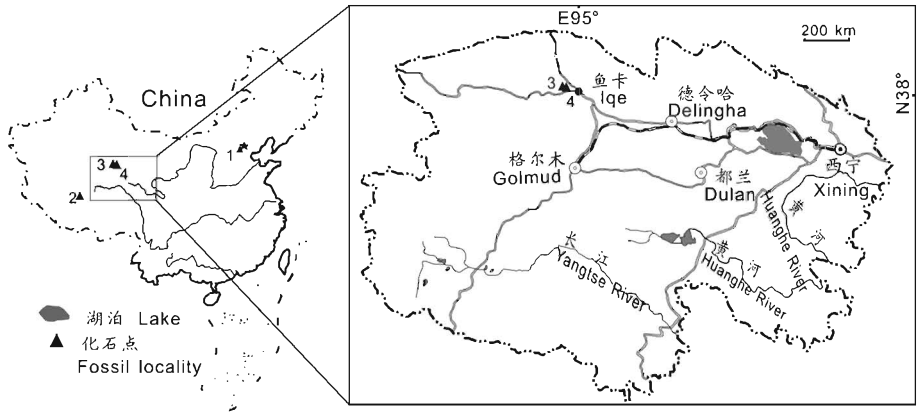 China
1
2
3
4
湖泊 Lake
化石点
Fossil locality
E95°
200 km
N38°
3
4
鱼卡
Iqe
德令哈
Delingha
格尔木
Golmud
都兰
Dulan
西宁
Xining
黄河
Huanghe River
长江
Yangtse River
黄河
Huanghe River